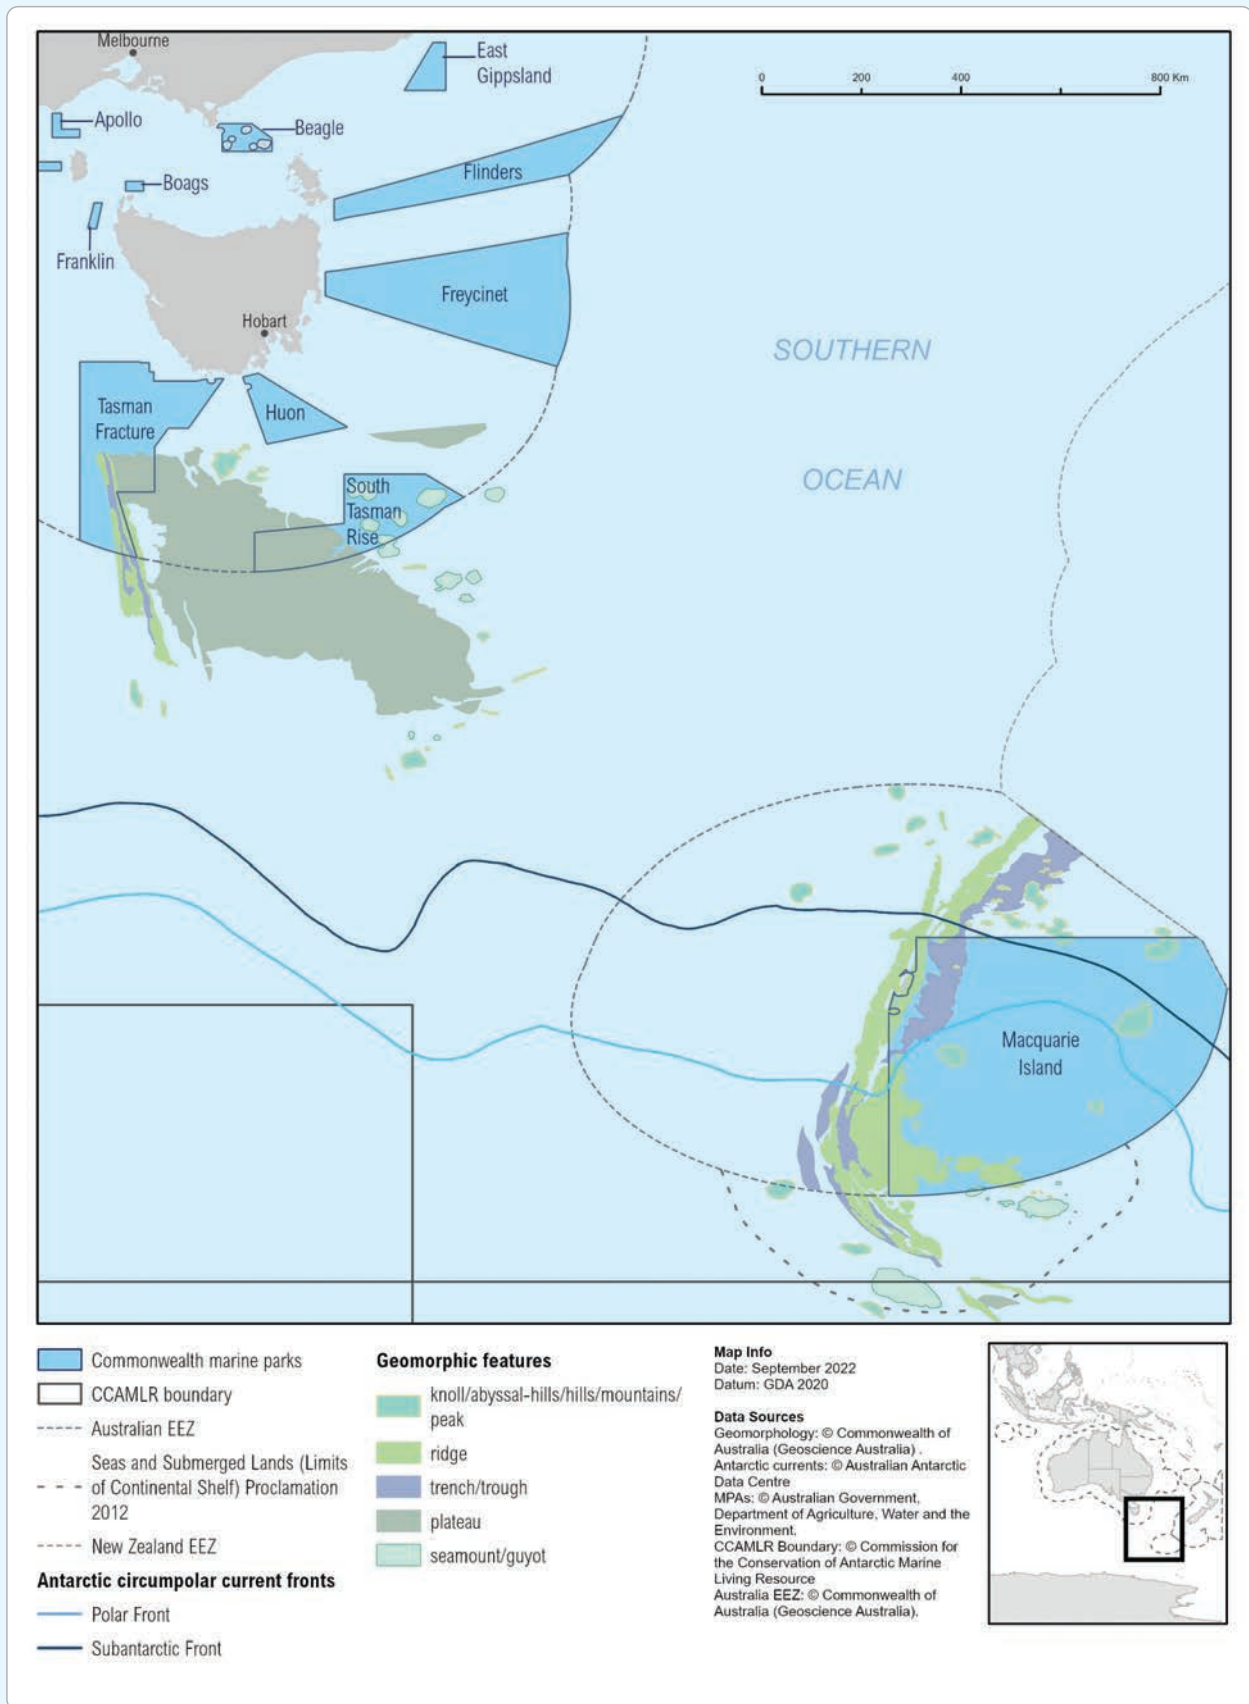 Melbourne
East
Gippsland
0 200 400 800 Km
Apollo
Beagle
Flinders
Boags
Franklin
Freycinet
Hobart
SOUTHERN
OCEAN
Tasman
Fracture
Huon
South
Tasman
Rise
Macquarie
Island
Commonwealth marine parks
CCAMLR boundary
Australian EEZ
Seas and Submerged Lands (Limits
of Continental Shelf) Proclamation
2012
New Zealand EEZ
Antarctic circumpolar current fronts
Polar Front
Subantarctic Front
Geomorphic features
knoll/abyssal-hills/hills/mountains/
peak
ridge
trench/trough
plateau
seamount/guyot
Map Info
Date: September 2022
Datum: GDA 2020
Data Sources
Geomorphology: © Commonwealth of
Australia (Geoscience Australia) .
Antarctic currents: © Australian Antarctic
Data Centre
MPAs: © Australian Government,
Department of Agriculture, Water and the
Environment.
CCAMLR Boundary: © Commission for
the Conservation of Antarctic Marine
Living Resource
Australia EEZ: © Commonwealth of
Australia (Geoscience Australia).